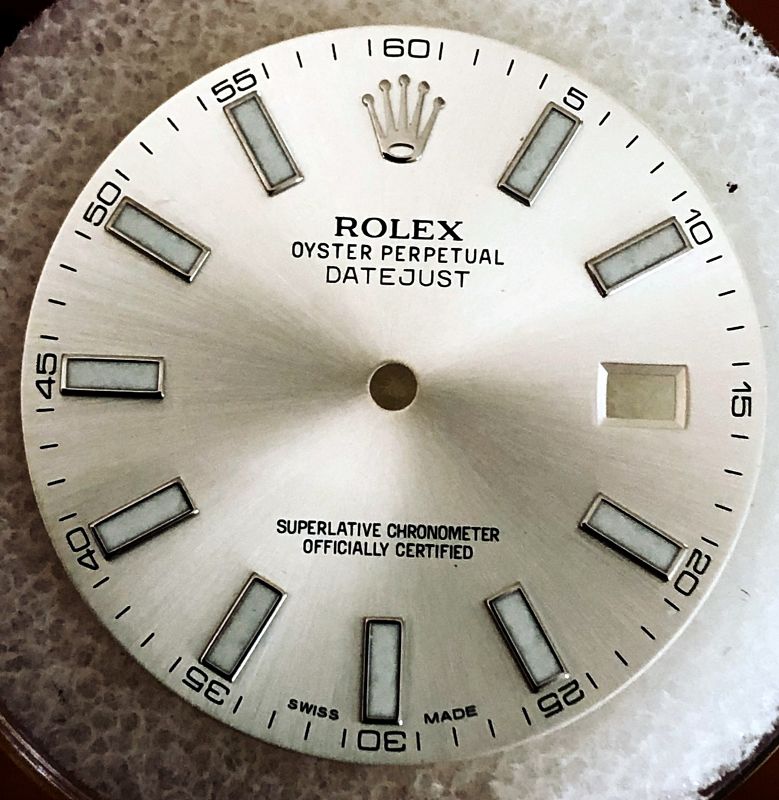 60
5
10
15
20
25
30
35
40
45
50
55
ROLEX
OYSTER PERPETUAL
DATEJUST
SUPERLATIVE CHRONOMETER
OFFICIALLY CERTIFIED
SWISS MADE